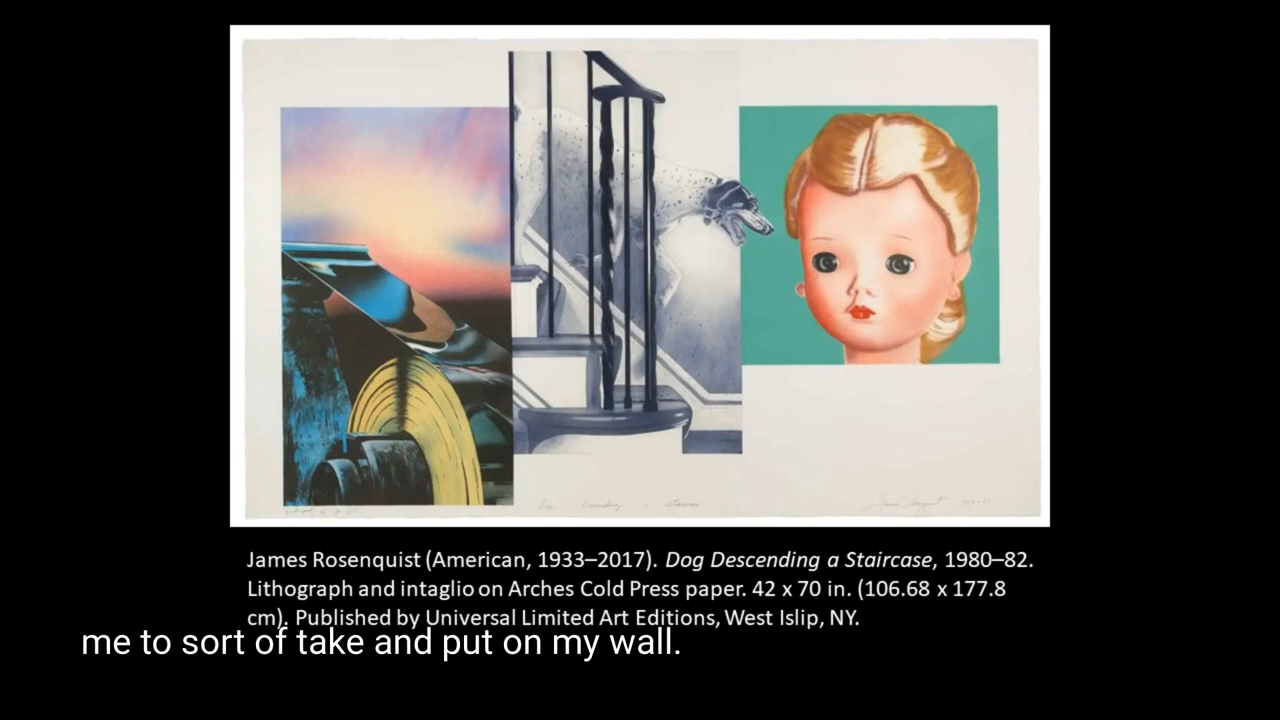 James Rosenquist (American, 1933–2017). Dog Descending a Staircase, 1980–82.
Lithograph and intaglio on Arches Cold Press paper. 42 x 70 in. (106.68 x 177.8
cm). Published by Universal Limited Art Editions, West Islip, NY.
me to sort of take and put on my wall.